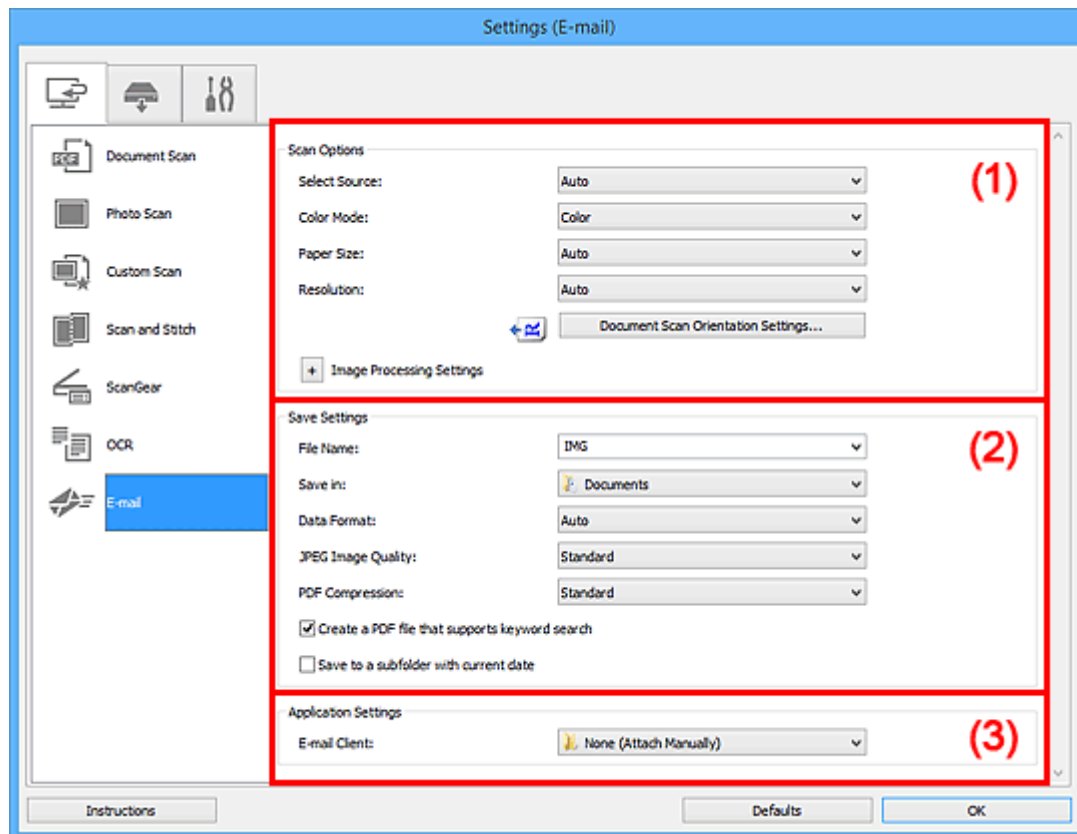 Settings (E-mail)
PDF
Document Scan
Photo Scan
Custom Scan
Scan and Stitch
ScanGear
OCR
E-mail
Scan Options
(1)
Select Source: Auto
Color Mode: Color
Paper Size: Auto
Resolution: Auto
R Document Scan Orientation Settings...
+ Image Processing Settings
Save Settings
(2)
File Name: IMG
Save in: Documents
Data Format: Auto
JPEG Image Quality: Standard
PDF Compression: Standard
Create a PDF file that supports keyword search
Save to a subfolder with current date
Application Settings
(3)
E-mail Client: None (Attach Manually)
Instructions Defaults OK